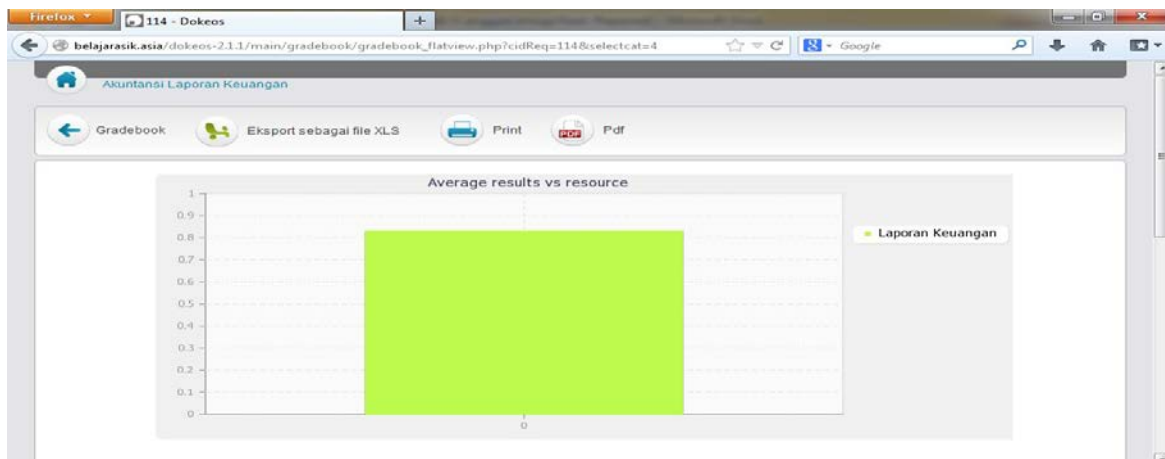 Firefox
114 - Dokeos
+
belajarasik.asia/dokeos-2.1.1/main/gradebook/gradebook_flatview.php?cidReq=114&selectcat=4
Google
Akuntansi Laporan Keuangan
Gradebook
Eksport sebagai file XLS
Print
PDF
Pdf
Average results vs resource
1
0.9
0.8
0.7
0.6
0.5
0.4
0.3
0.2
0.1
0
0
Laporan Keuangan